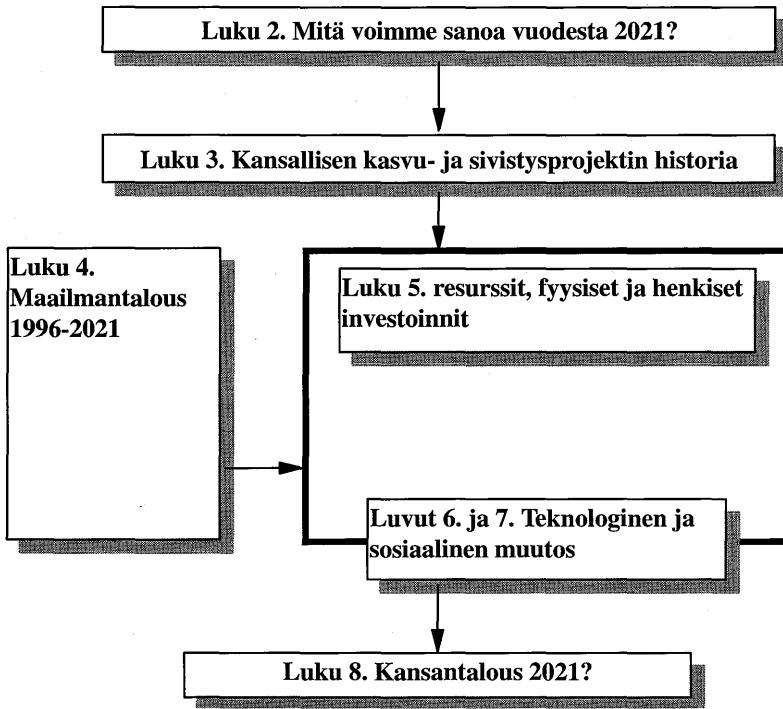 Luku 2. Mitä voimme sanoa vuodesta 2021?
Luku 3. Kansallisen kasvu- ja sivistysprojektin historia
Luku 4.
Maailmantalous
1996-2021
Luku 5. resurssit, fyysiset ja henkiset
investoinnit
Luvut 6. ja 7. Teknologinen ja
sosiaalinen muutos
Luku 8. Kansantalous 2021?